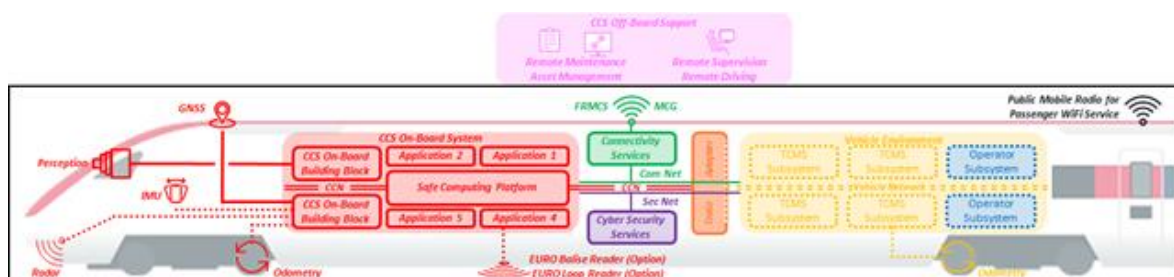 CCS Off-Board Support
Remote Maintenance
Asset Management
Remote Supervision
Remote Driving
GNSS
FRMCS
MCG
Public Mobile Radio for
Passenger WiFi Service
CCS On-Board System
Vehicle Environment
Perception
CCS On-Board
Building Block
Application 2
Application 1
Connectivity
Services
TCMS
Subsystem
TCMS
Subsystem
Operator
Subsystem
Com Net
IMU
CCN
Safe Computing Platform
CCN
Adapter
Vehicle Network
Sec Net
CCS On-Board
Building Block
Application 5
Application 4
Cyber Security
Services
TCMS
Subsystem
TCMS
Subsystem
Operator
Subsystem
Radar
Odometry
EURO Balise Reader (Option)
EURO Loop Reader (Option)
Odometry